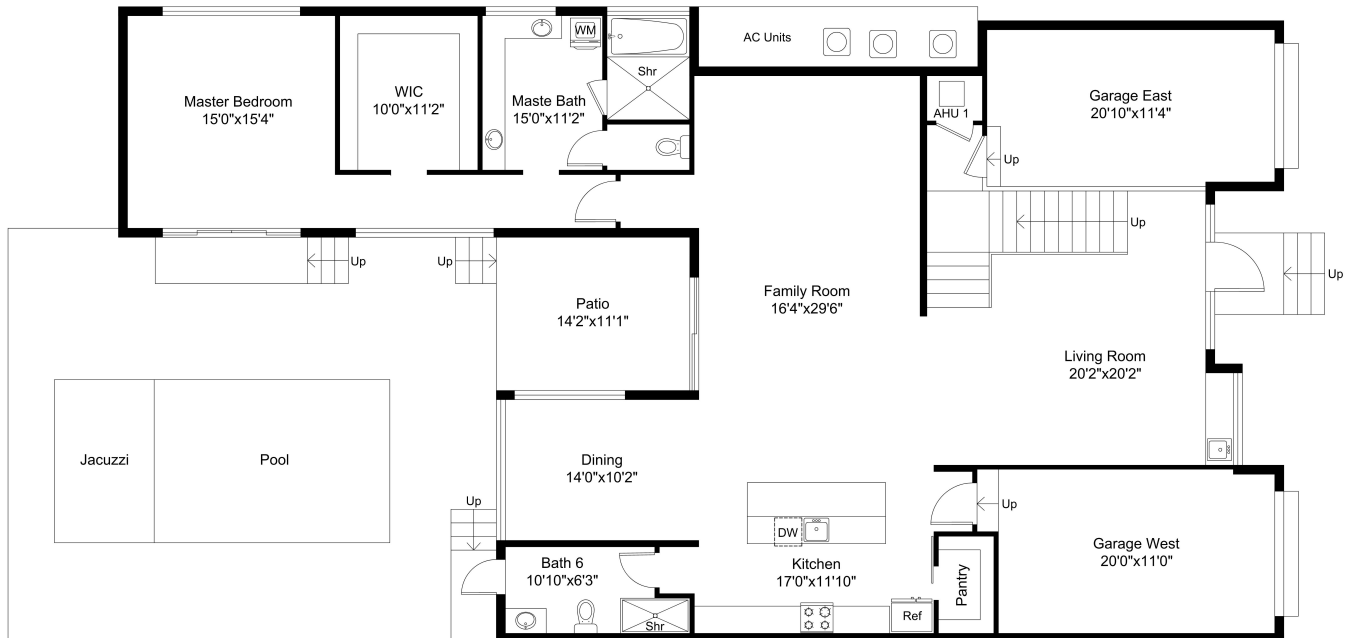 AC Units
WM
Shr
Master Bedroom
15'0"x15'4"
WIC
10'0"x11'2"
Maste Bath
15'0"x11'2"
AHU 1
Garage East
20'10"x11'4"
Up
Up
Up
Up
Up
Patio
14'2"x11'1"
Family Room
16'4"x29'6"
Living Room
20'2"x20'2"
Jacuzzi
Pool
Dining
14'0"x10'2"
Up
Up
DW
Kitchen
17'0"x11'10"
Pantry
Garage West
20'0"x11'0"
Bath 6
10'10"x6'3"
Shr
Ref